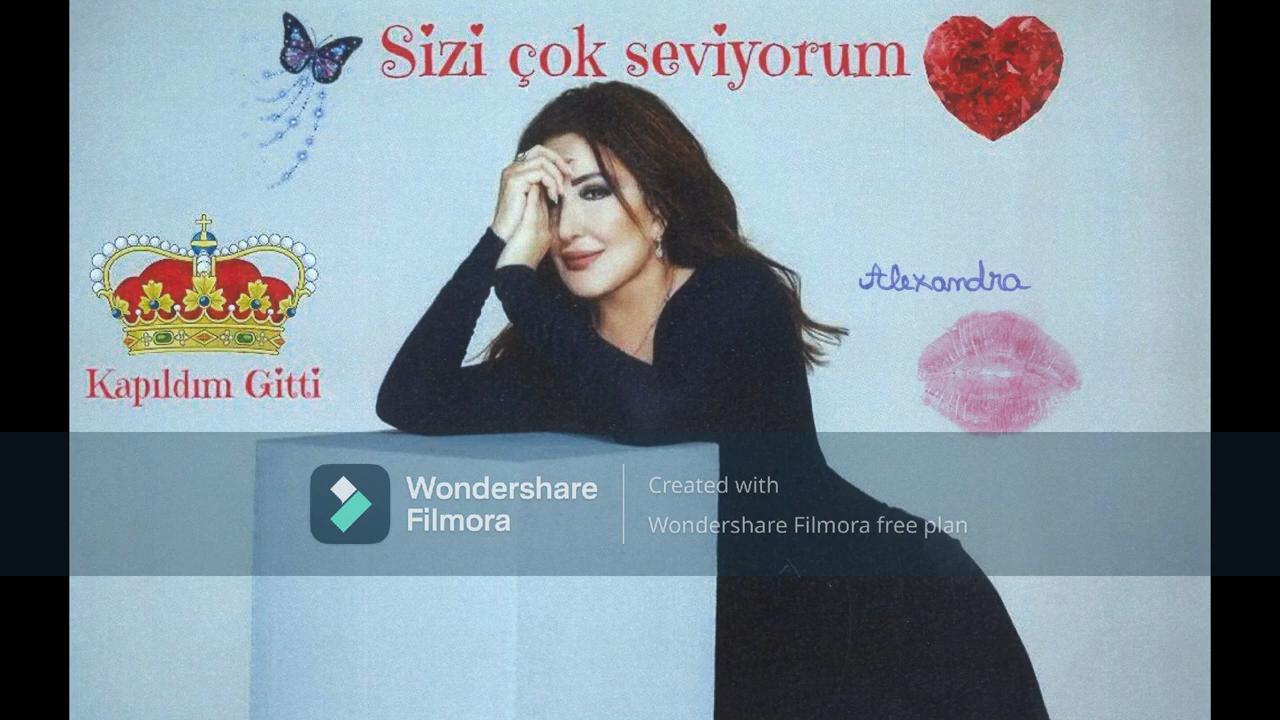 Sizi çok seviyorum
Alexandra
Kapıldım Gitti
Wondershare
Filmora
Created with
Wondershare Filmora free plan